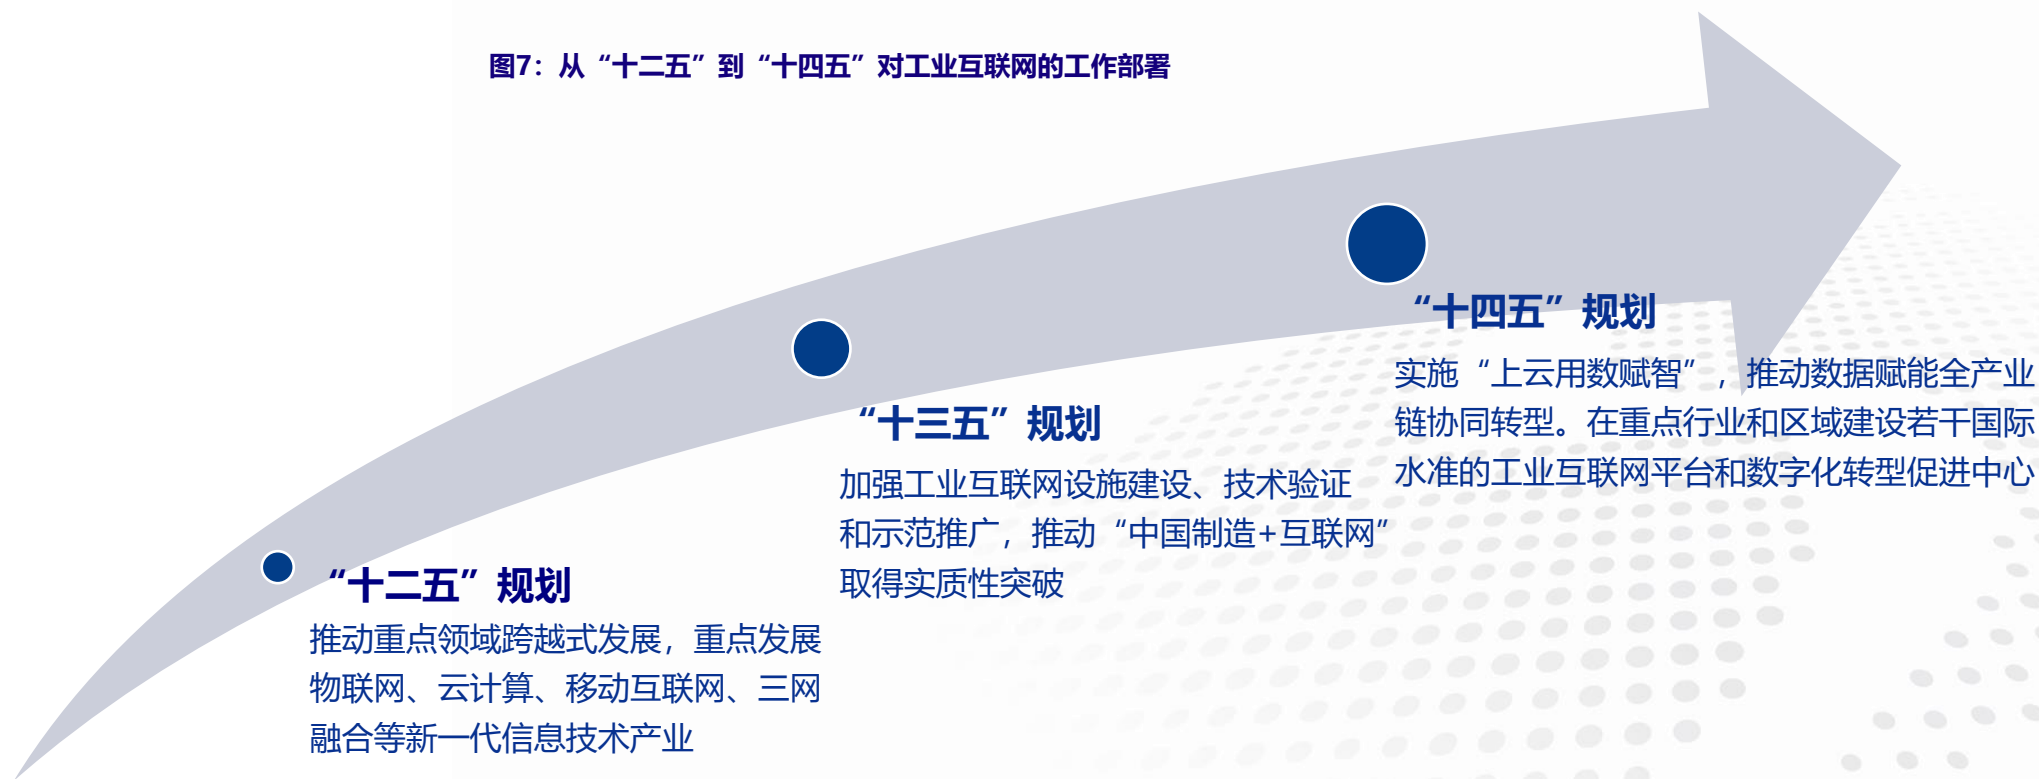 图7：从“十二五”到“十四五”对工业互联网的工作部署
“十二五”规划
推动重点领域跨越式发展，重点发展
物联网、云计算、移动互联网、三网
融合等新一代信息技术产业
“十三五”规划
加强工业互联网设施建设、技术验证
和示范推广，推动“中国制造+互联网”
取得实质性突破
“十四五”规划
实施“上云用数赋智”，推动数据赋能全产业
链协同转型。在重点行业和区域建设若干国际
水准的工业互联网平台和数字化转型促进中心